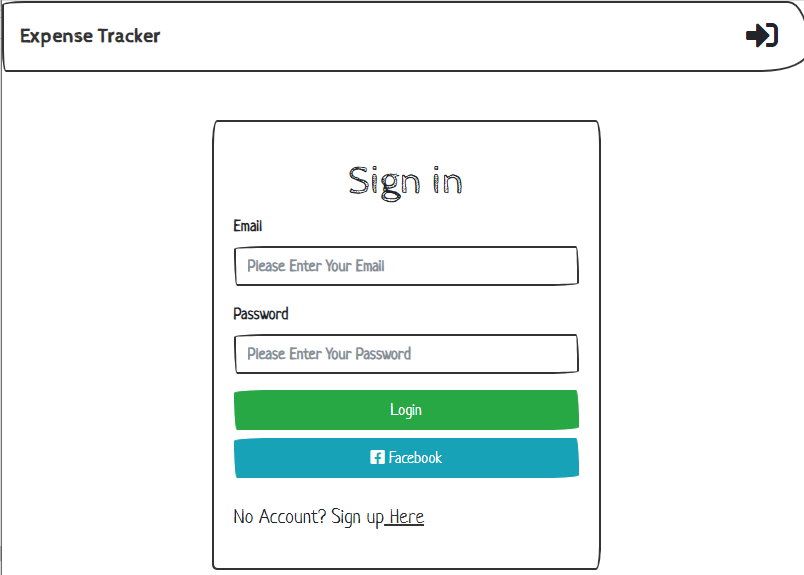 Expense Tracker
Sign in
Email
Please Enter Your Email
Password
Please Enter Your Password
Login
Facebook
No Account? Sign up Here